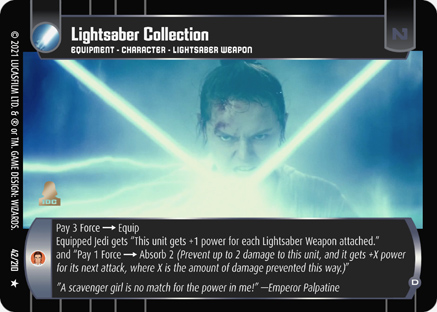 Lightsaber Collection
EQUIPMENT - CHARACTER - LIGHTSABER WEAPON
N
© 2021 LUCASFILM LTD. & ® or TM. GAME DESIGN: WIZARDS.
42/210
Pay 3 Force → Equip
Equipped Jedi gets "This unit gets +1 power for each Lightsaber Weapon attached."
and "Pay 1 Force → Absorb 2 (Prevent up to 2 damage to this unit, and it gets +X power
for its next attack, where X is the amount of damage prevented this way.)"
"A scavenger girl is no match for the power in me!" —Emperor Palpatine
D